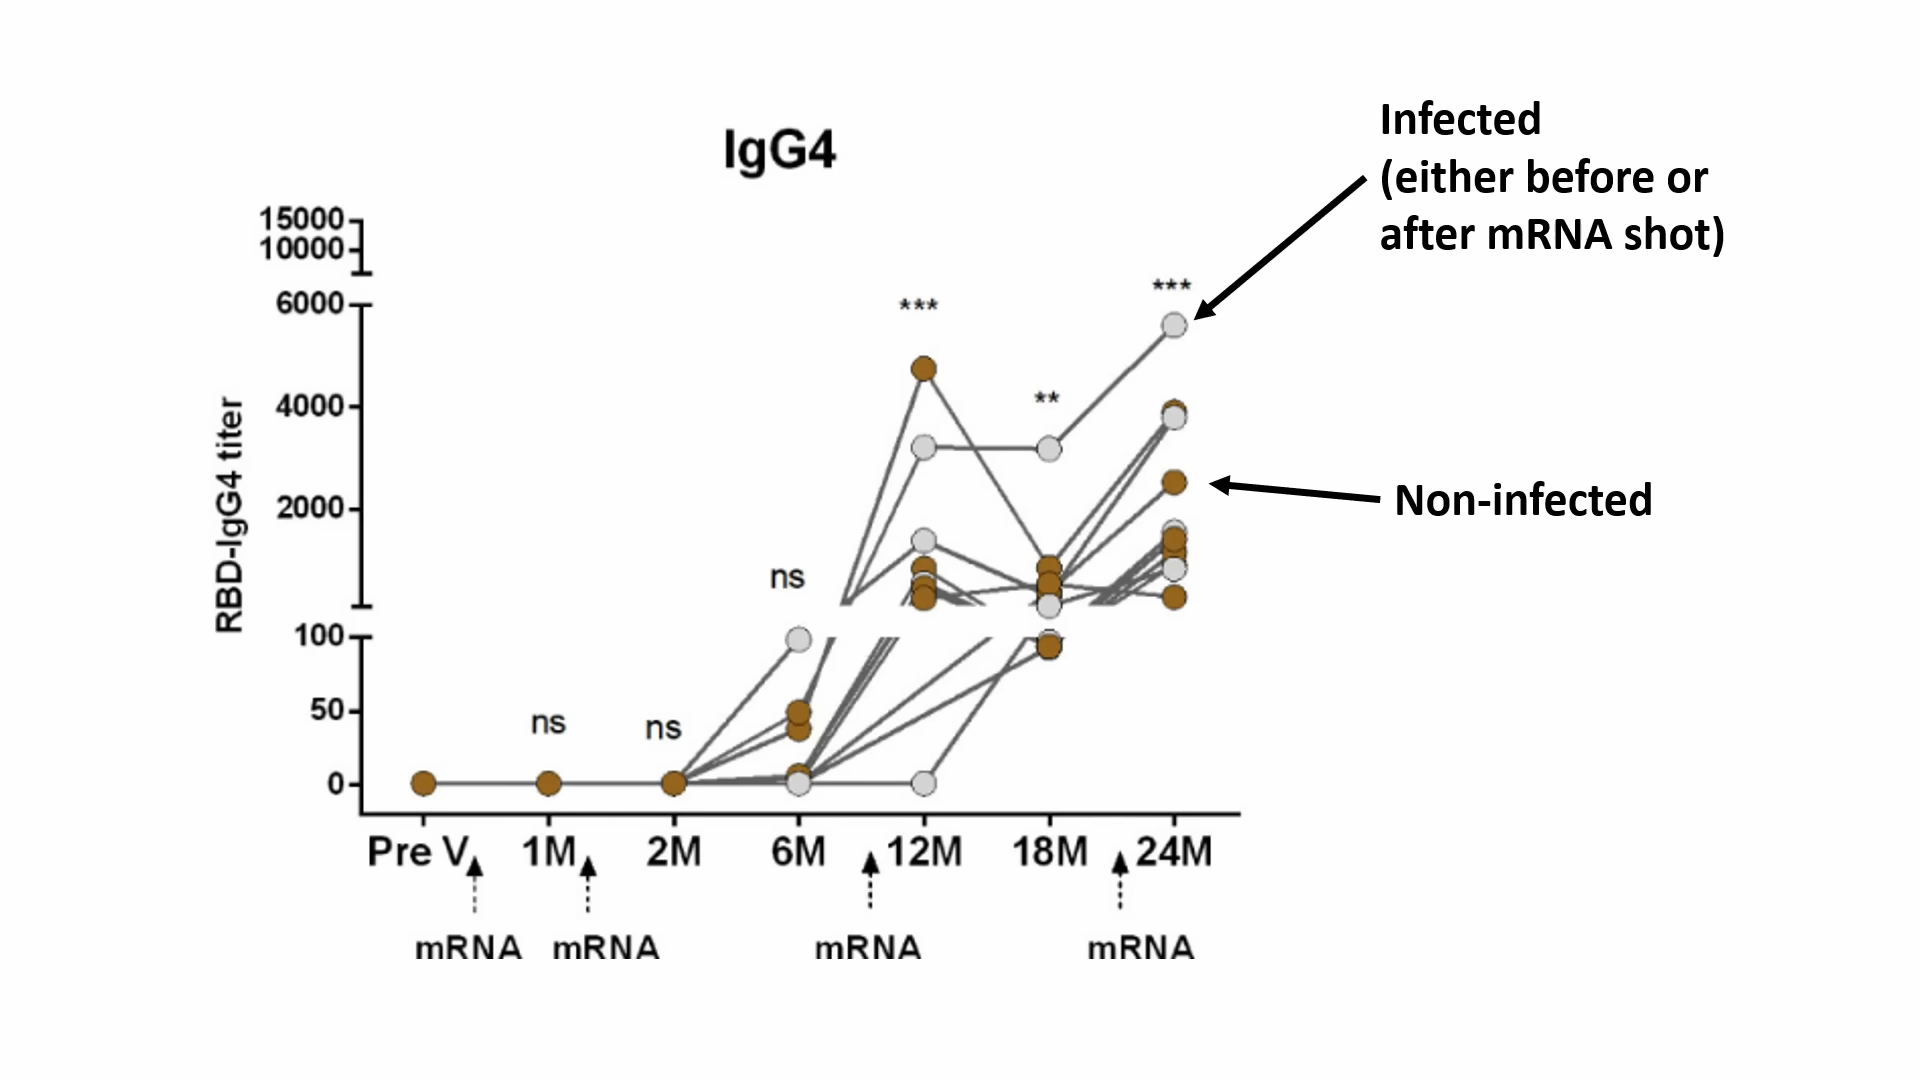 IgG4
Infected
(either before or
after mRNA shot)
Non-infected
RBD-IgG4 titer
15000
10000
6000
4000
2000
100
50
0
ns
ns
ns
***
**
***
Pre V
1M
2M
6M
12M
18M
24M
mRNA
mRNA
mRNA
mRNA